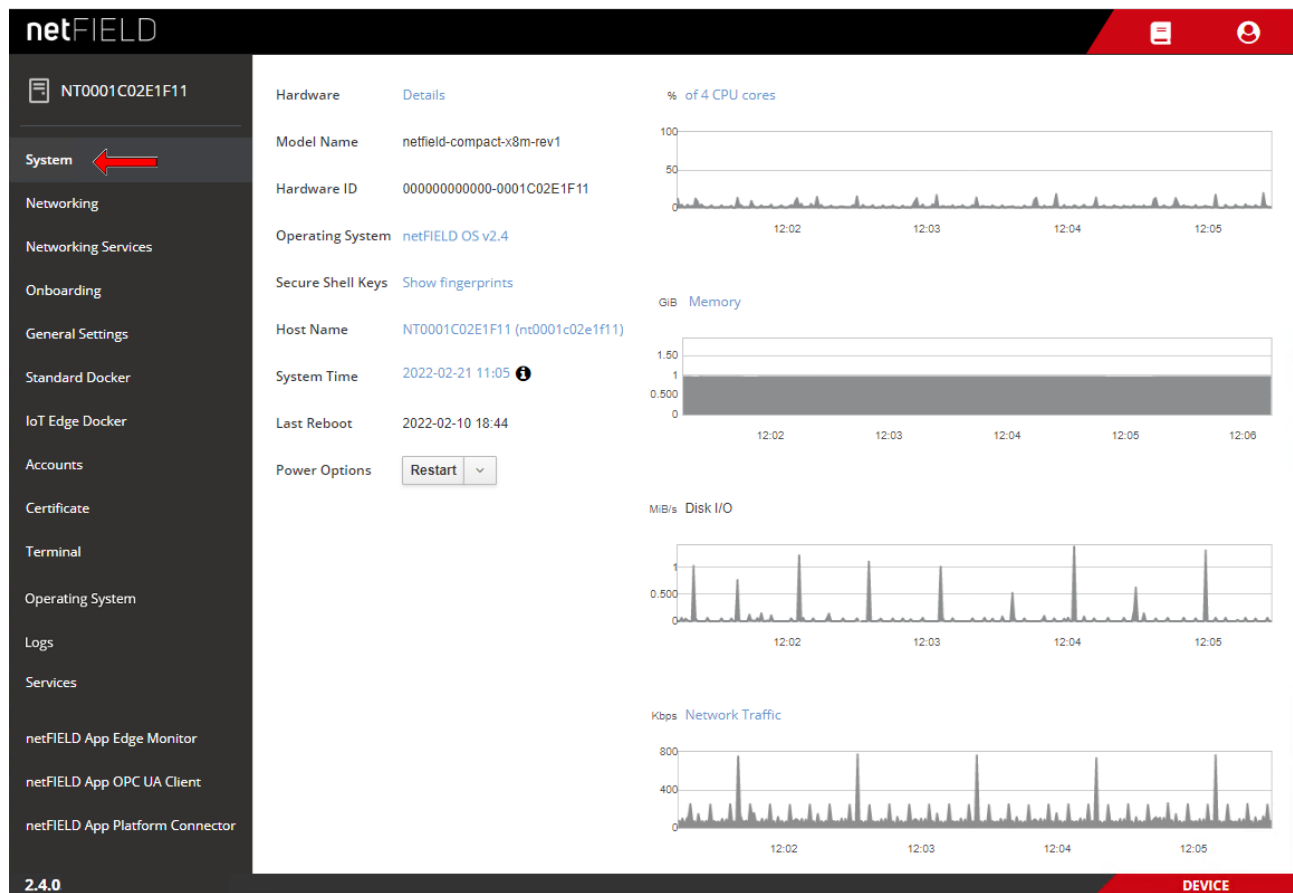 netFIELD
NT0001C02E1F11
System
Networking
Networking Services
Onboarding
General Settings
Standard Docker
IoT Edge Docker
Accounts
Certificate
Terminal
Operating System
Logs
Services
netFIELD App Edge Monitor
netFIELD App OPC UA Client
netFIELD App Platform Connector
2.4.0
Hardware Details
Model Name netfield-compact-x8m-rev1
Hardware ID 000000000000-0001C02E1F11
Operating System netFIELD OS v2.4
Secure Shell Keys Show fingerprints
Host Name NT0001C02E1F11 (nt0001c02e1f11)
System Time 2022-02-21 11:05
Last Reboot 2022-02-10 18:44
Power Options Restart
% of 4 CPU cores
100
50
0
12:02 12:03 12:04 12:05
GiB Memory
1.50
1
0.500
0
12:02 12:03 12:04 12:05 12:06
MiB/s Disk I/O
1
0.500
0
12:02 12:03 12:04 12:05
Kbps Network Traffic
800
400
0
12:02 12:03 12:04 12:05
DEVICE